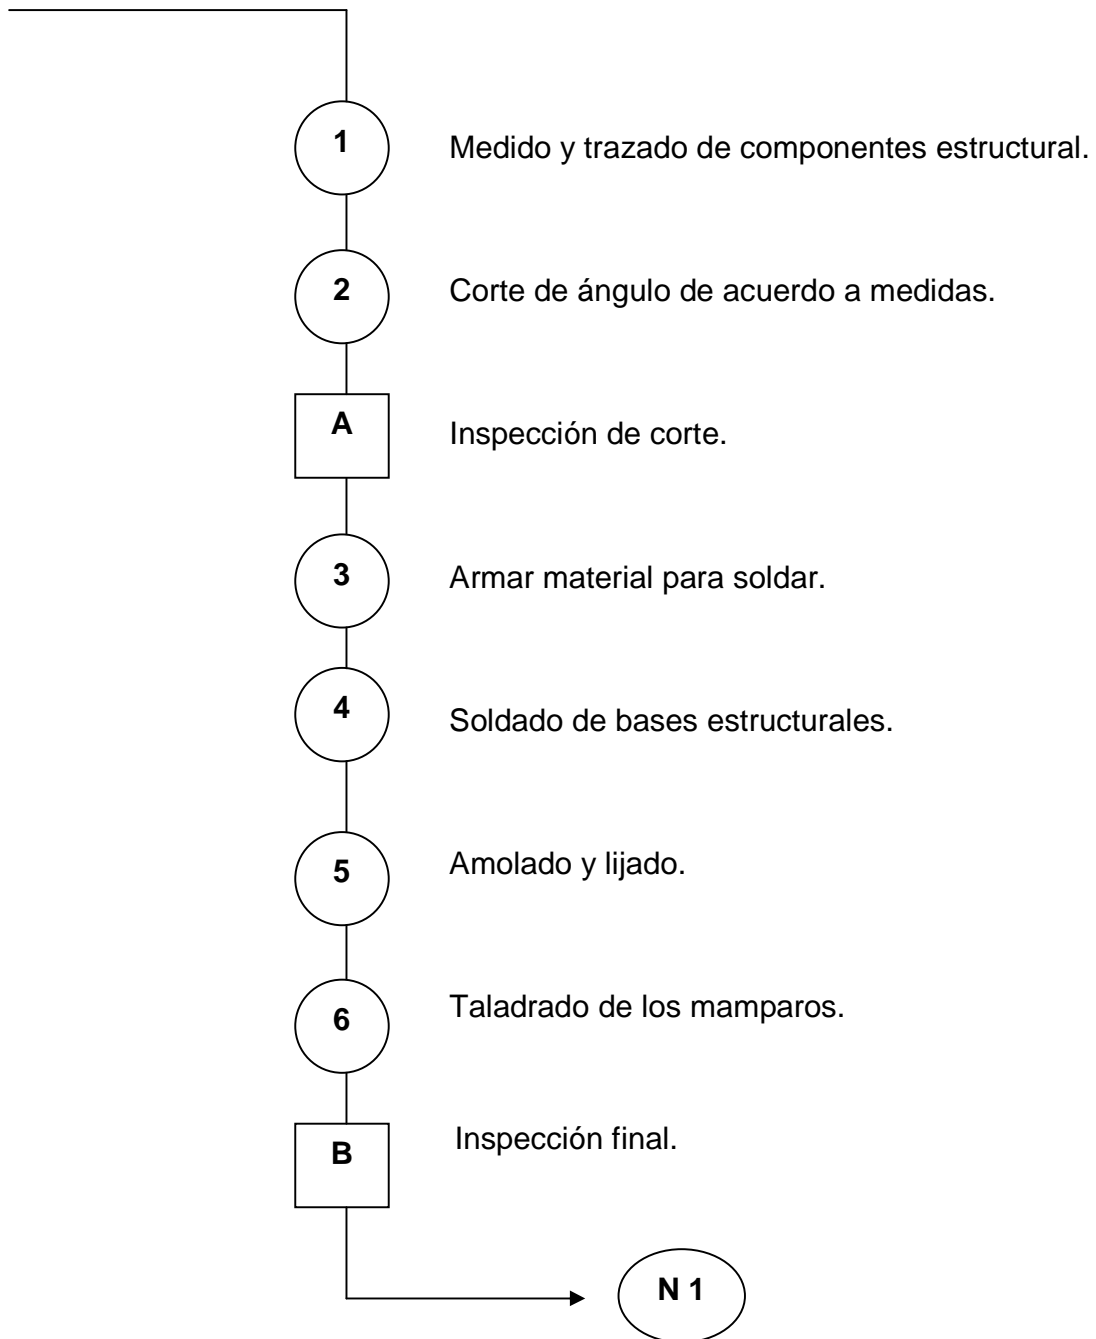 1 Medido y trazado de componentes estructural.
2 Corte de ángulo de acuerdo a medidas.
A Inspección de corte.
3 Armar material para soldar.
4 Soldado de bases estructurales.
5 Amolado y lijado.
6 Taladrado de los mamparos.
B Inspección final.
N 1